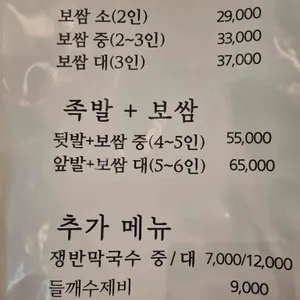 보쌈 소(2인) 29,000
보쌈 중(2~3인) 33,000
보쌈 대(3인) 37,000
족발 + 보쌈
뒷발+보쌈 중(4~5인) 55,000
앞발+보쌈 대(5~6인) 65,000
추가 메뉴
쟁반막국수 중/대 7,000/12,000
들깨수제비 9,000